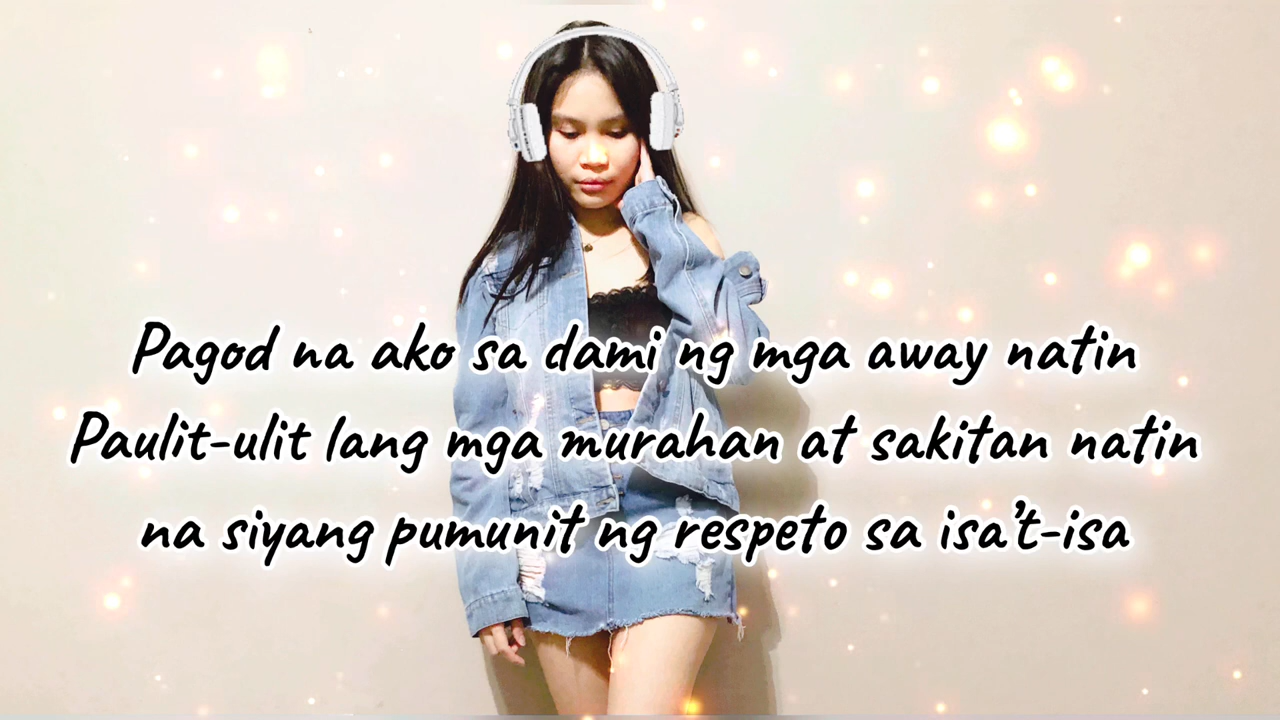 Pagod na ako sa dami ng mga away natin
Paulit-ulit lang mga murahan at sakitan natin
na siyang pumunit ng respeto sa isa't-isa